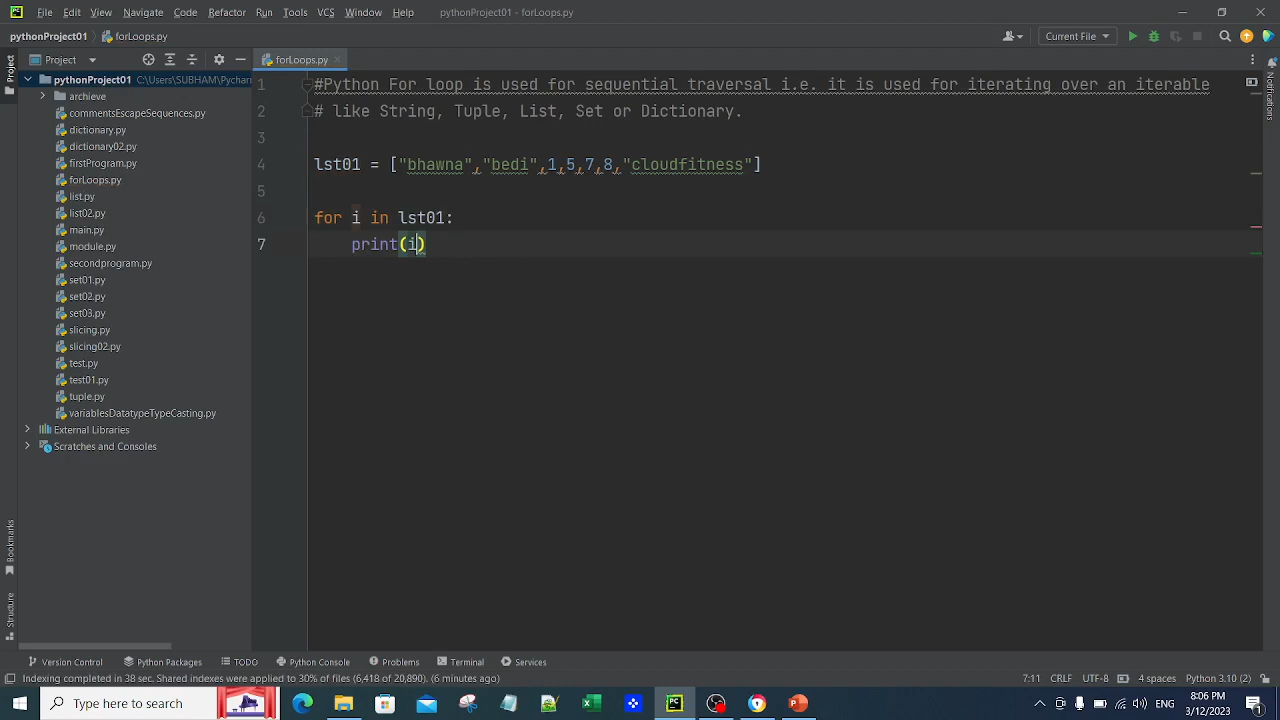 File Edit View Navigate Code Refactor Run Tools VCS Window Help pythonProject01 - forLoops.py
pythonProject01 forLoops.py Current File
Project forLoops.py
Project
pythonProject01 C:\Users\SUBHAM\Pychar
archieve
commentsEscapeSequences.py
dictionary.py
dictionary02.py
firstProgram.py
forLoops.py
list.py
list02.py
main.py
module.py
secondprogram.py
set01.py
set02.py
set03.py
slicing.py
slicing02.py
test.py
test01.py
tuple.py
variablesDatatypeTypeCasting.py
External Libraries
Scratches and Consoles
Bookmarks
Structure
1 #Python For loop is used for sequential traversal i.e. it is used for iterating over an iterable
2 # like String, Tuple, List, Set or Dictionary.
3
4 lst01 = ["bhawna","bedi",1,5,7,8,"cloudfitness"]
5
6 for i in lst01:
7 print(i)
Notifications
Version Control Python Packages TODO Python Console Problems Terminal Services
Indexing completed in 38 sec. Shared indexes were applied to 30% of files (6,418 of 20,890). (6 minutes ago) 7:11 CRLF UTF-8 4 spaces Python 3.10 (2)
Type here to search ENG 8:06 PM
3/12/2023